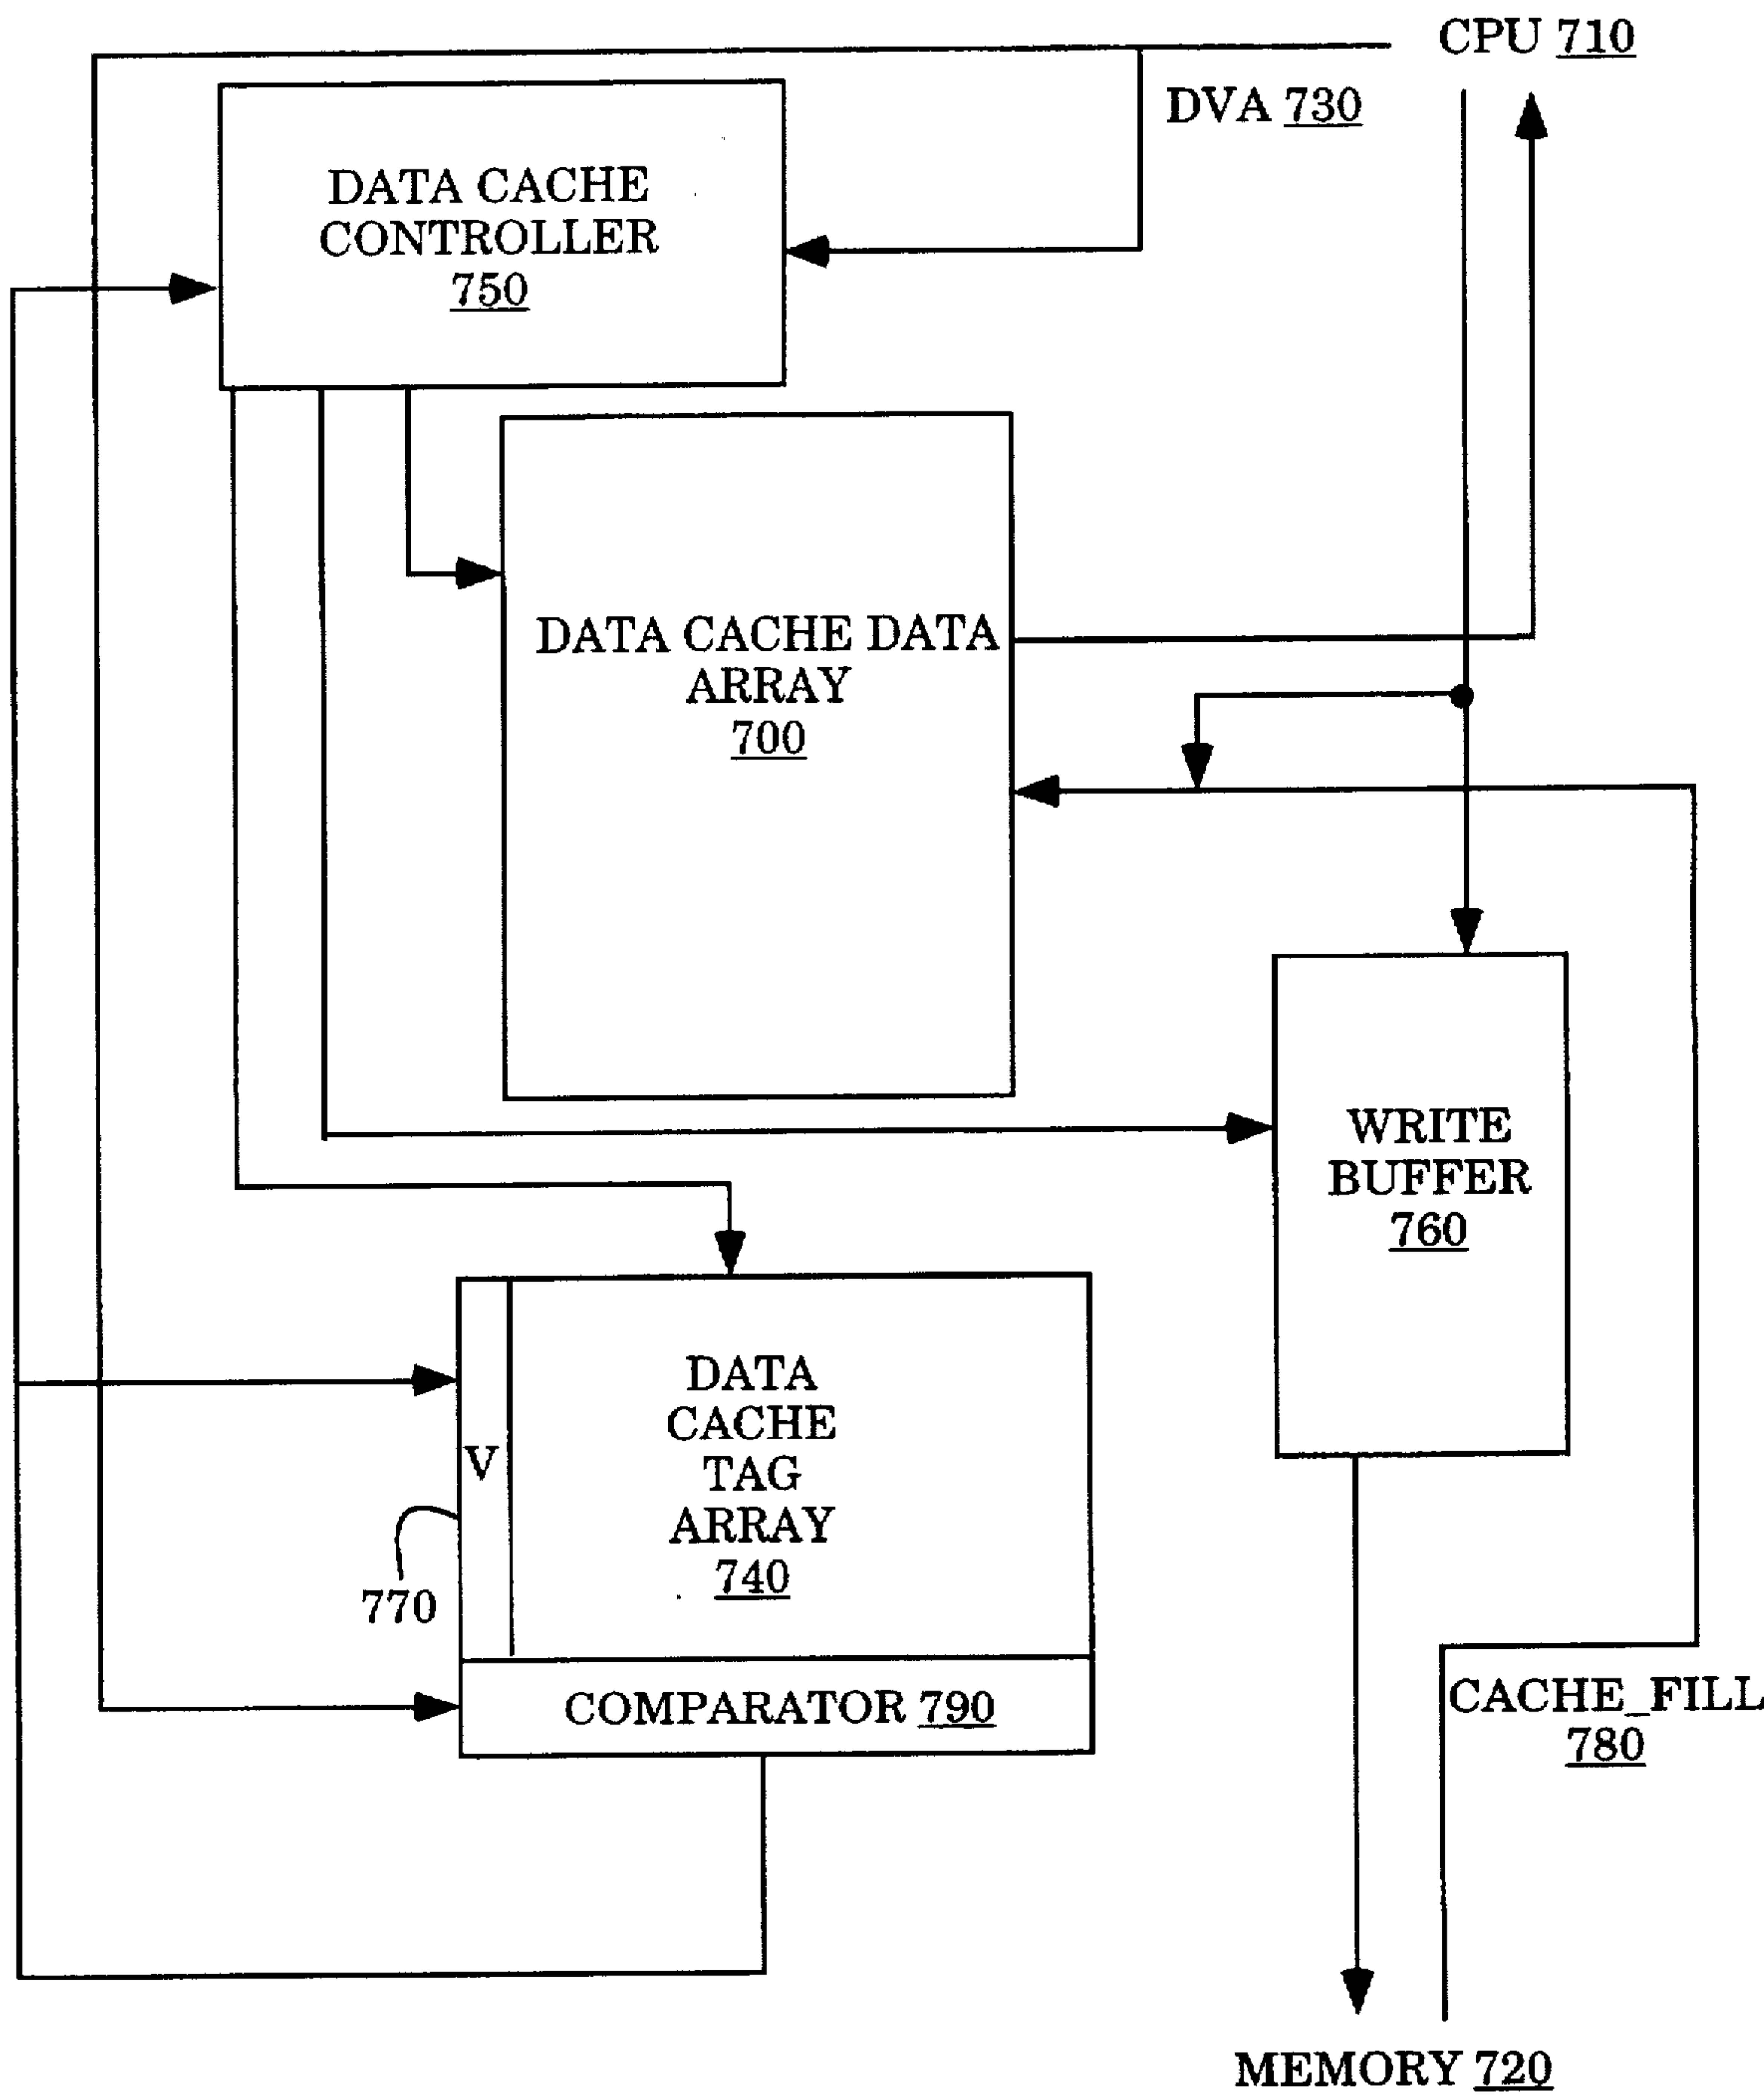 CPU 710
DVA 730
DATA CACHE
CONTROLLER
750
DATA CACHE DATA
ARRAY
700
WRITE
BUFFER
760
V
DATA
CACHE
TAG
ARRAY
740
770
COMPARATOR 790
CACHE_FILL
780
MEMORY 720